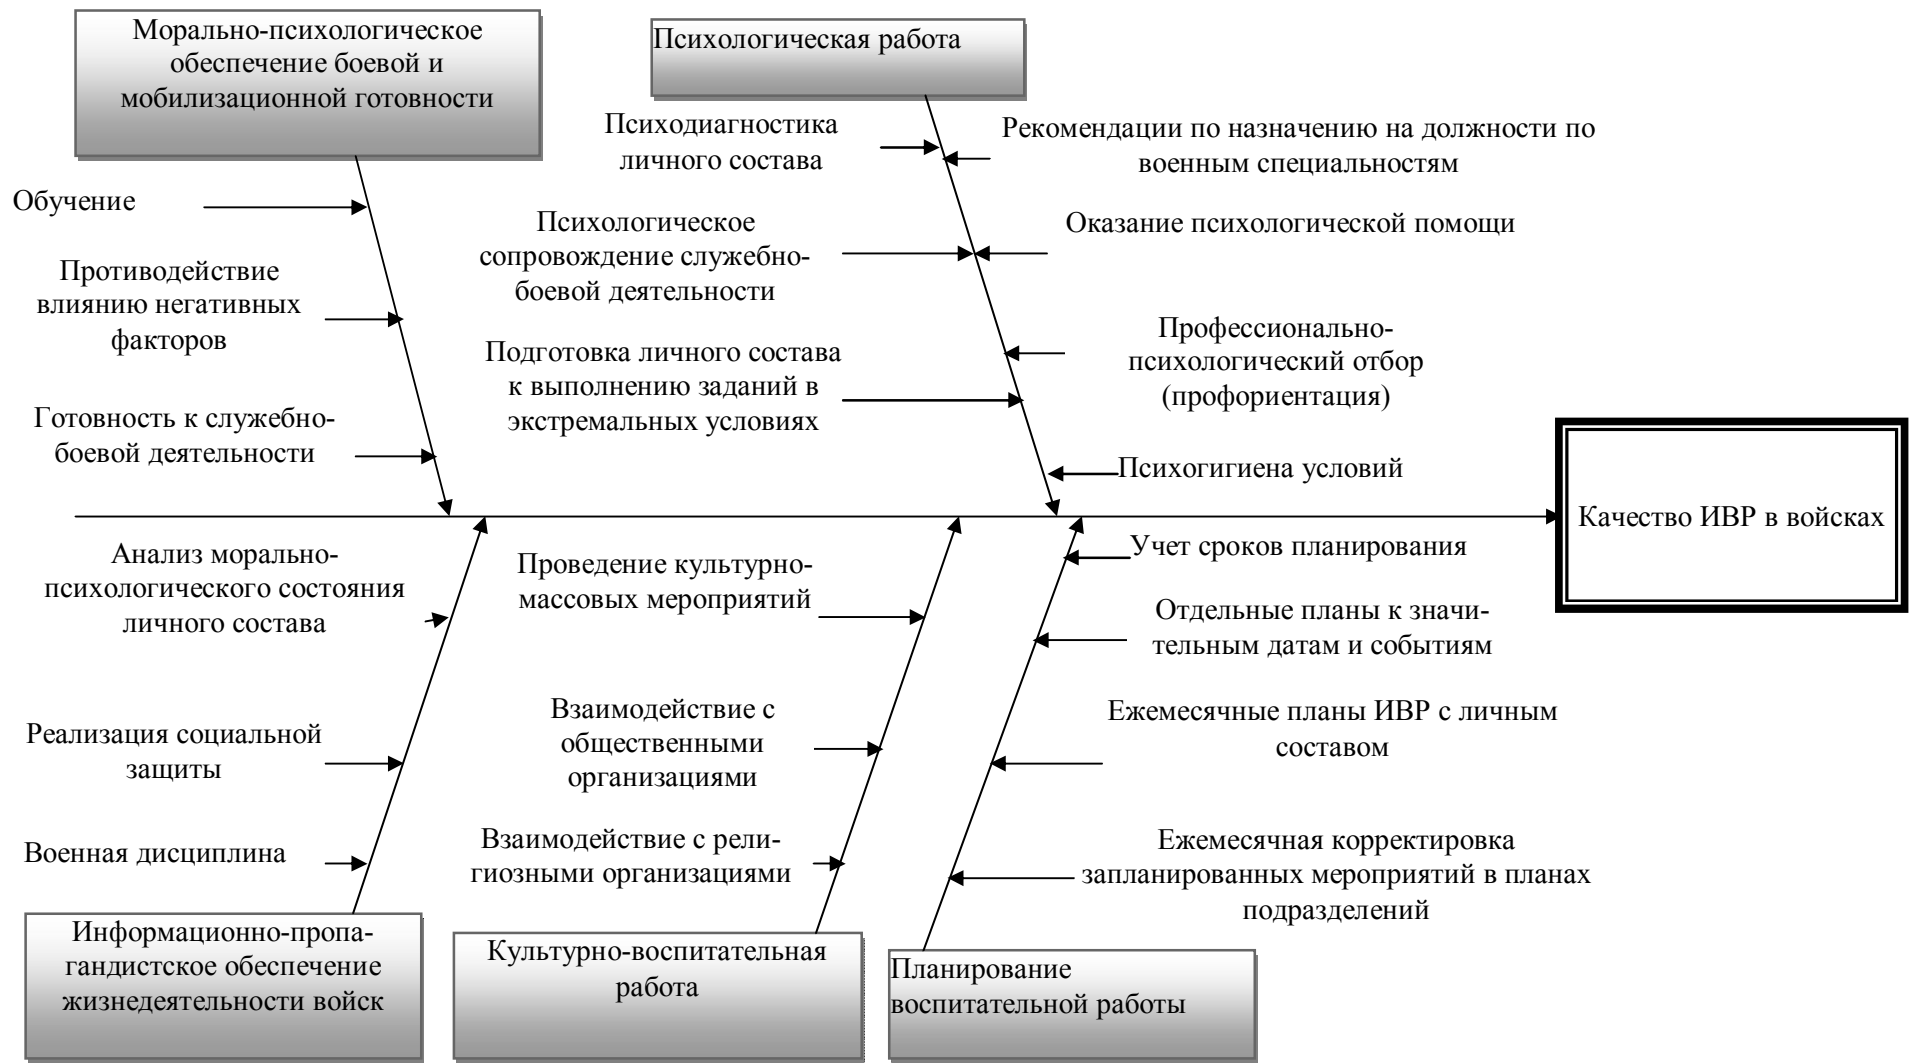 Морально-психологическое
обеспечение боевой и
мобилизационной готовности
Психологическая работа
Обучение
Противодействие
влиянию негативных
факторов
Готовность к служебно-
боевой деятельности
Психодиагностика
личного состава
Психологическое
сопровождение служебно-
боевой деятельности
Подготовка личного состава
к выполнению заданий в
экстремальных условиях
Рекомендации по назначению на должности по
военным специальностям
Оказание психологической помощи
Профессионально-
психологический отбор
(профориентация)
Психогигиена условий
Качество ИВР в войсках
Анализ морально-
психологического состояния
личного состава
Реализация социальной
защиты
Военная дисциплина
Проведение культурно-
массовых мероприятий
Взаимодействие с
общественными
организациями
Взаимодействие с рели-
гиозными организациями
Учет сроков планирования
Отдельные планы к значи-
тельным датам и событиям
Ежемесячные планы ИВР с личным
составом
Ежемесячная корректировка
запланированных мероприятий в планах
подразделений
Информационно-пропа-
гандистское обеспечение
жизнедеятельности войск
Культурно-воспитательная
работа
Планирование
воспитательной работы